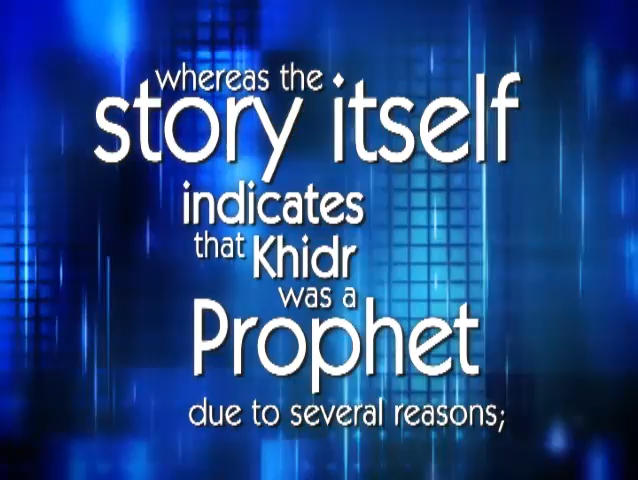 whereas the
story itself
indicates
that Khidr
was a
Prophet
due to several reasons;